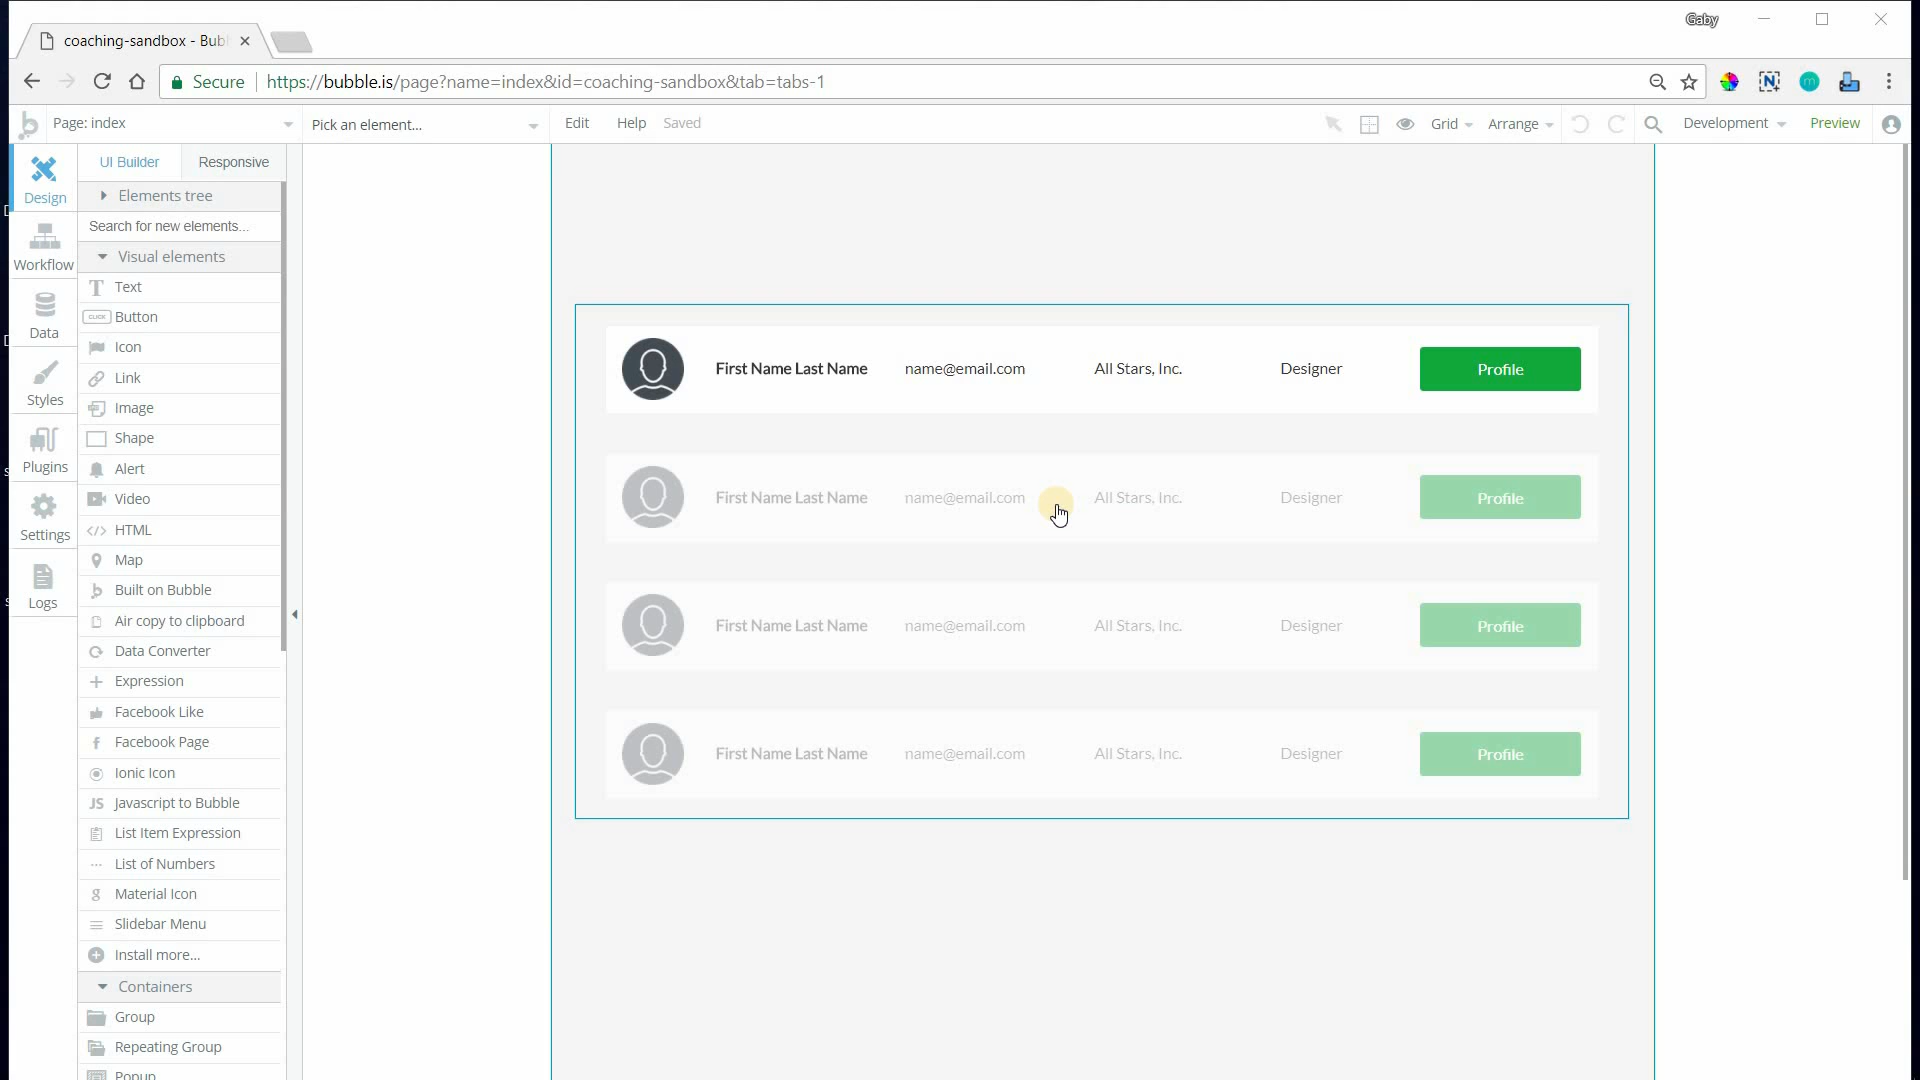 Gaby
coaching-sandbox - Bub
Secure https://bubble.is/page?name=index&id=coaching-sandbox&tab=tabs-1
Page: index Pick an element... Edit Help Saved Grid Arrange Development Preview
Design
Workflow
Data
Styles
Plugins
Settings
Logs
UI Builder Responsive
Elements tree
Search for new elements...
Visual elements
Text
CLICK Button
Icon
Link
Image
Shape
Alert
Video
HTML
Map
Built on Bubble
Air copy to clipboard
Data Converter
Expression
Facebook Like
Facebook Page
Ionic Icon
JS Javascript to Bubble
List Item Expression
List of Numbers
Material Icon
Slidebar Menu
Install more...
Containers
Group
Repeating Group
Popup
First Name Last Name name@email.com All Stars, Inc. Designer Profile
First Name Last Name name@email.com All Stars, Inc. Designer Profile
First Name Last Name name@email.com All Stars, Inc. Designer Profile
First Name Last Name name@email.com All Stars, Inc. Designer Profile